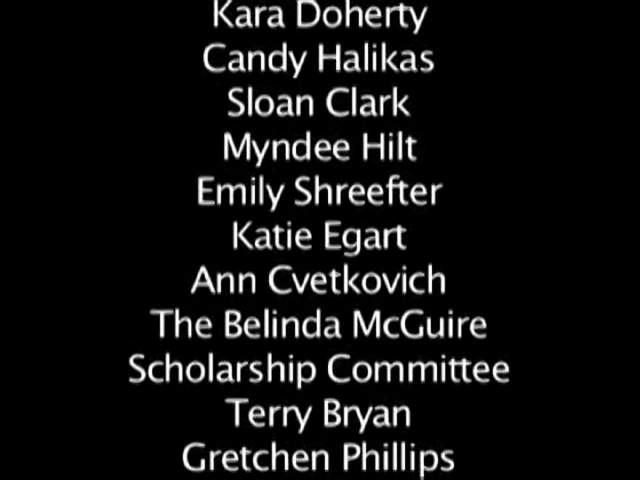 Kara Doherty
Candy Halikas
Sloan Clark
Myndee Hilt
Emily Shreefter
Katie Egart
Ann Cvetkovich
The Belinda McGuire
Scholarship Committee
Terry Bryan
Gretchen Phillips